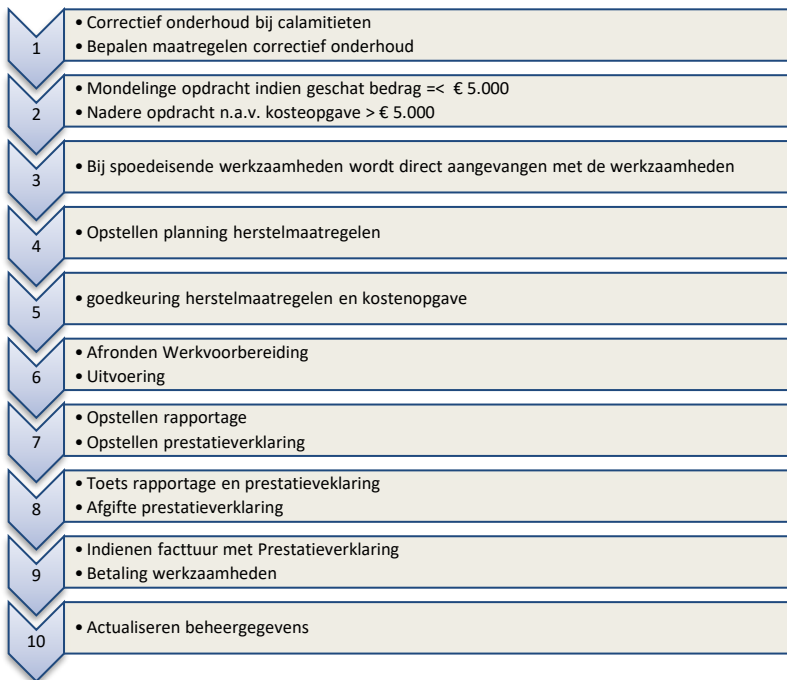 1
• Correctief onderhoud bij calamitieten
• Bepalen maatregelen correctief onderhoud
2
• Mondelinge opdracht indien geschat bedrag =< € 5.000
• Nadere opdracht n.a.v. kosteopgave > € 5.000
3
• Bij spoedeisende werkzaamheden wordt direct aangevangen met de werkzaamheden
4
• Opstellen planning herstelmaatregelen
5
• goedkeuring herstelmaatregelen en kostenopgave
6
• Afronden Werkvoorbereiding
• Uitvoering
7
• Opstellen rapportage
• Opstellen prestatieverklaring
8
• Toets rapportage en prestatieveklaring
• Afgifte prestatieverklaring
9
• Indienen facttuur met Prestatieverklaring
• Betaling werkzaamheden
10
• Actualiseren beheergegevens